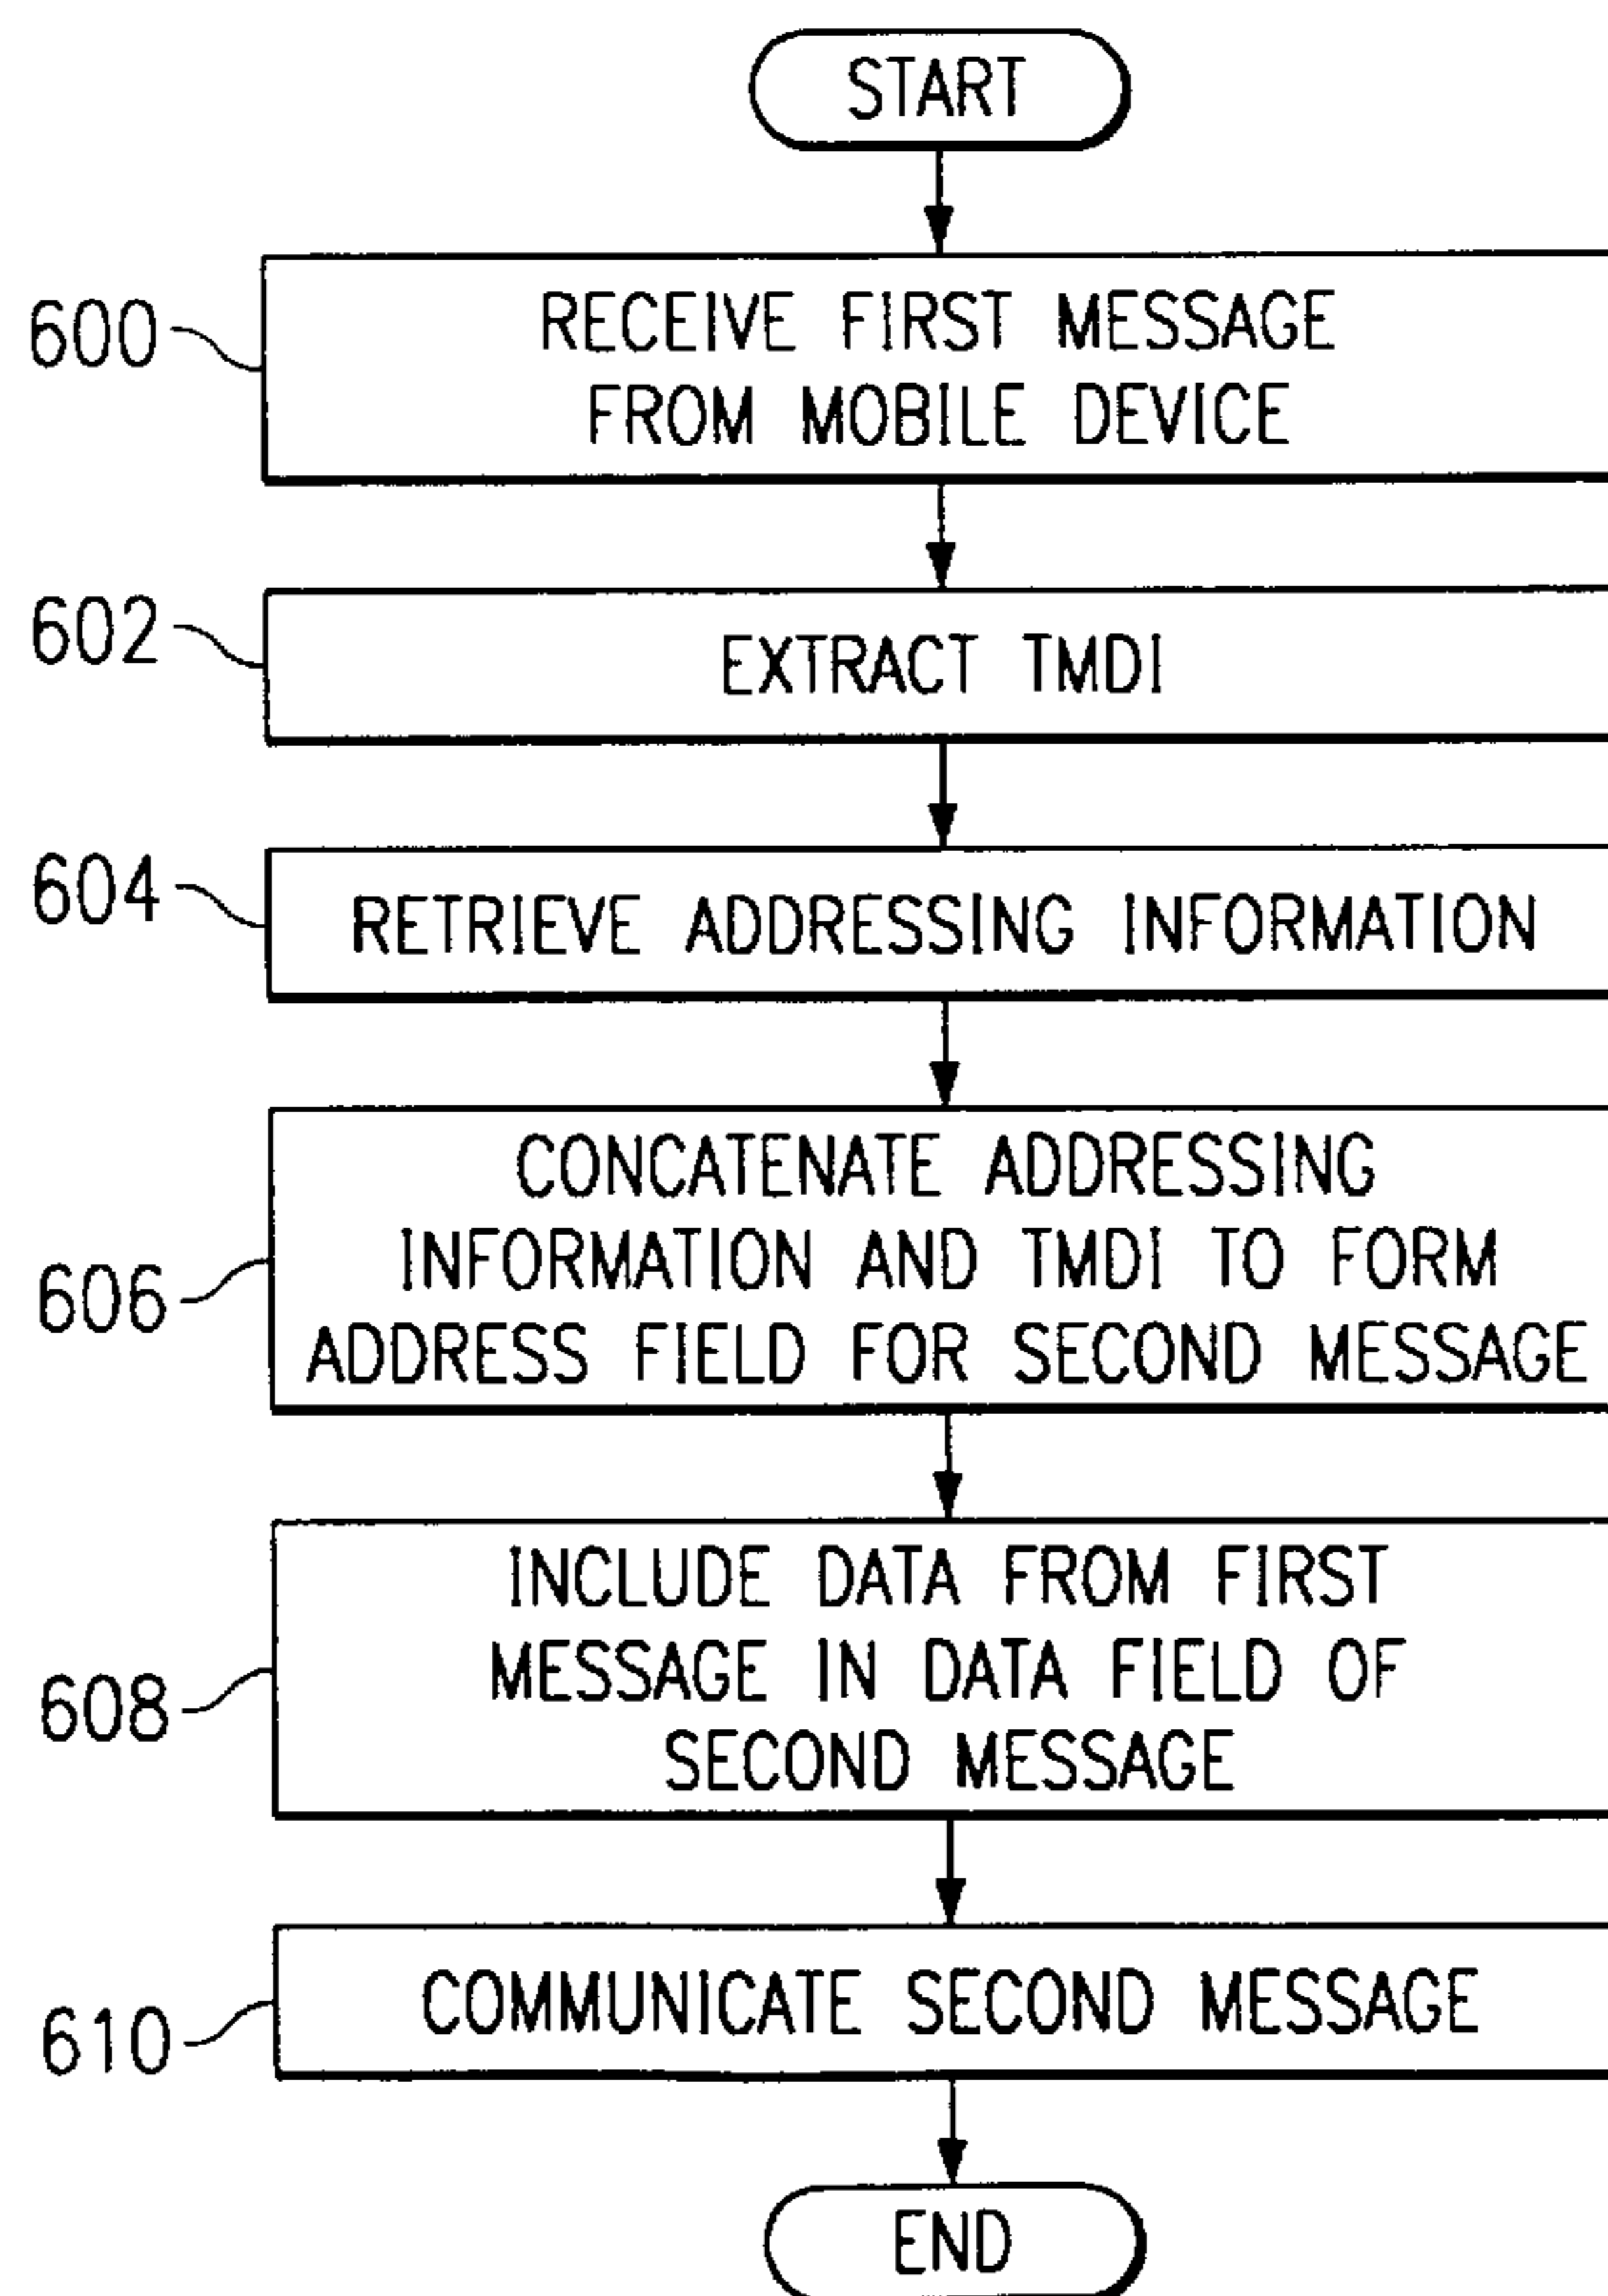 START
600
RECEIVE FIRST MESSAGE
FROM MOBILE DEVICE
602
EXTRACT TMDI
604
RETRIEVE ADDRESSING INFORMATION
606
CONCATENATE ADDRESSING
INFORMATION AND TMDI TO FORM
ADDRESS FIELD FOR SECOND MESSAGE
608
INCLUDE DATA FROM FIRST
MESSAGE IN DATA FIELD OF
SECOND MESSAGE
610
COMMUNICATE SECOND MESSAGE
END